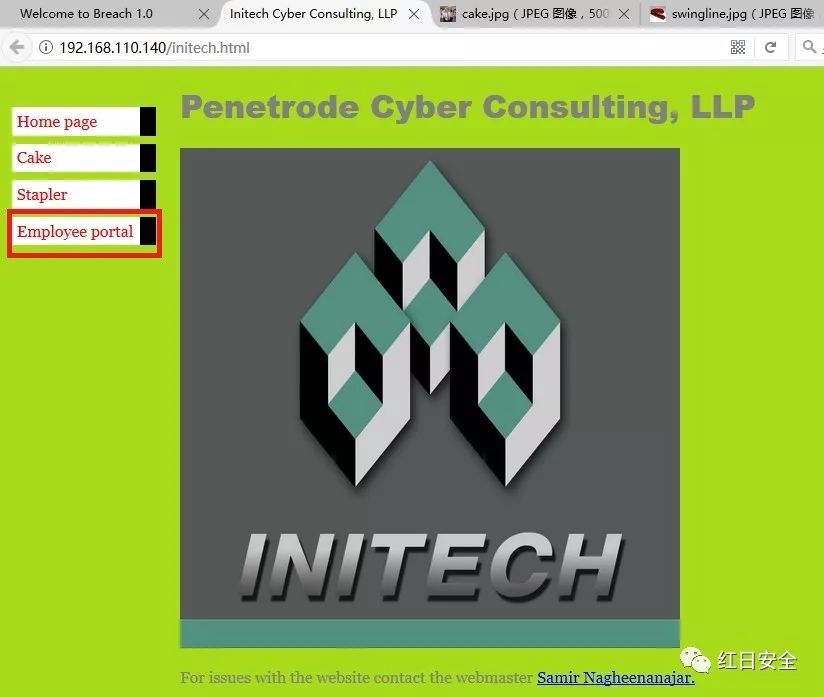 Welcome to Breach 1.0
Initech Cyber Consulting, LLP
cake.jpg ( JPEG 图像，500
swingline.jpg ( JPEG 图像
192.168.110.140/initech.html
Penetrode Cyber Consulting, LLP
Home page
Cake
Stapler
Employee portal
INITECH
红日安全
For issues with the website contact the webmaster Samir Nagheenanajar.